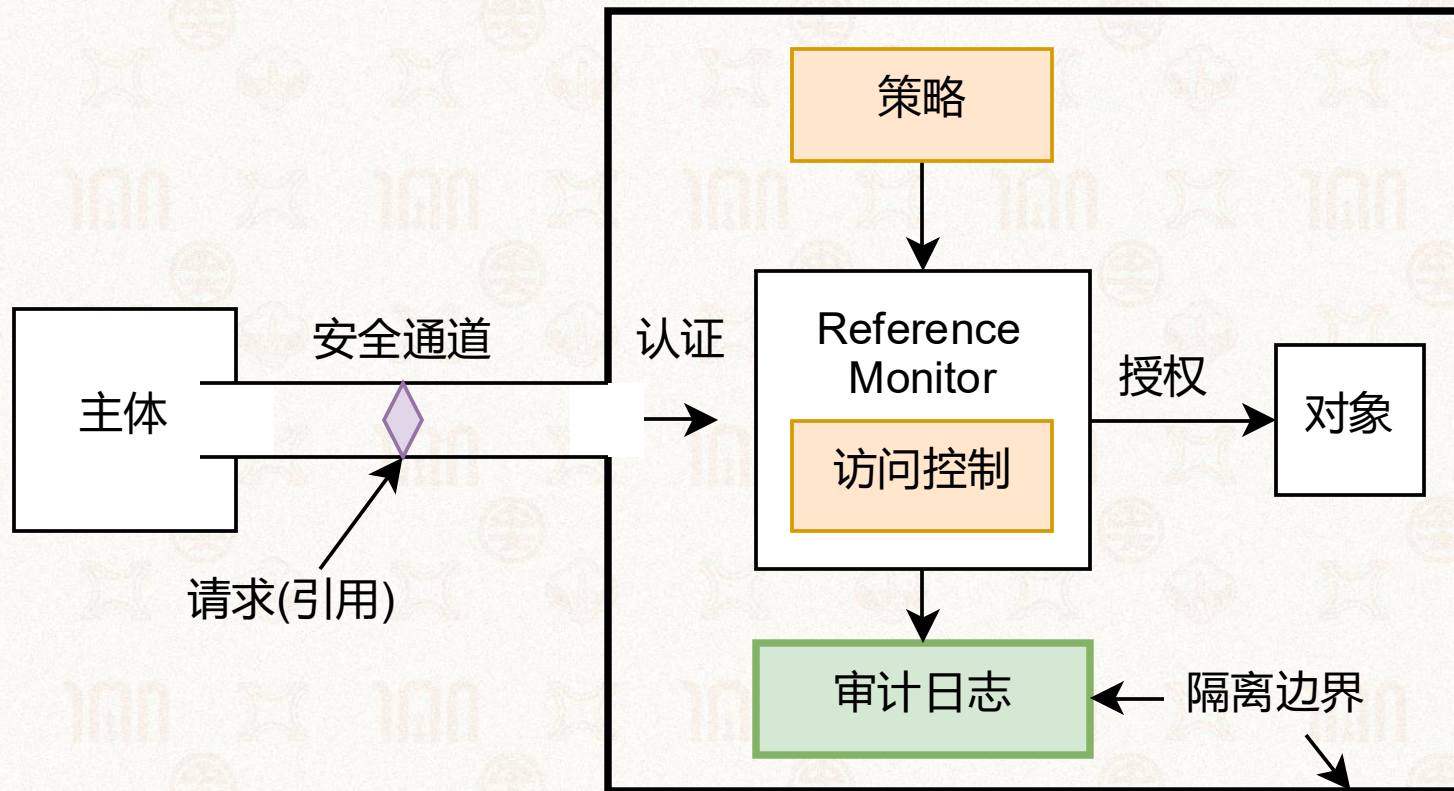 策略
安全通道
认证
Reference
Monitor
授权
主体
对象
访问控制
请求(引用)
审计日志
隔离边界